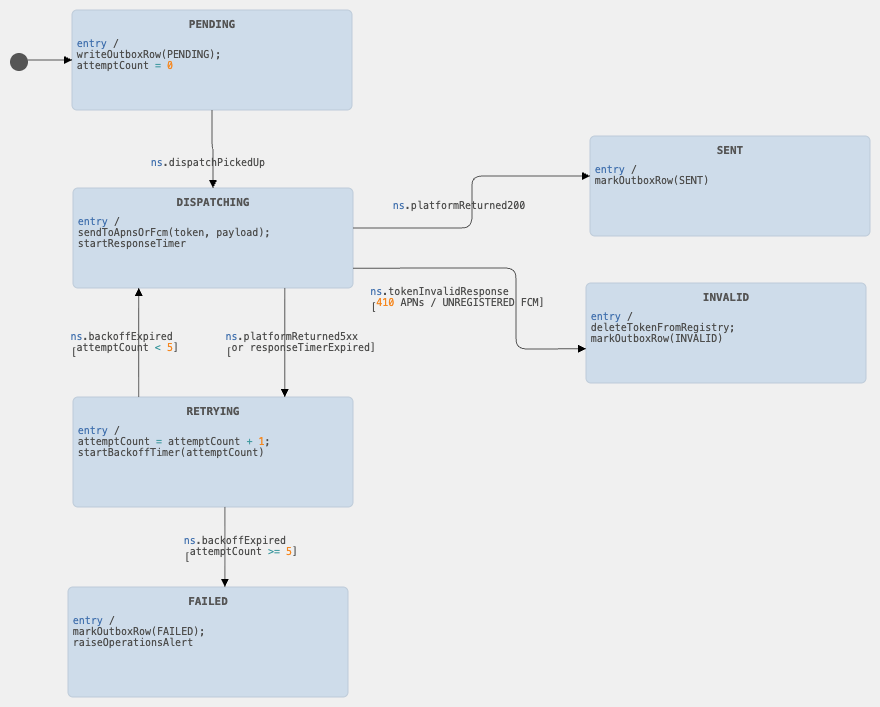 PENDING
entry /
writeOutboxRow(PENDING);
attemptCount = 0
ns.dispatchPickedUp
DISPATCHING
entry /
sendToApnsOrFcm(token, payload);
startResponseTimer
ns.platformReturned200
SENT
entry /
markOutboxRow(SENT)
ns.tokenInvalidResponse
[410 APNs / UNREGISTERED FCM]
INVALID
entry /
deleteTokenFromRegistry;
markOutboxRow(INVALID)
ns.backoffExpired
[attemptCount < 5]
ns.platformReturned5xx
[or responseTimerExpired]
RETRYING
entry /
attemptCount = attemptCount + 1;
startBackoffTimer(attemptCount)
ns.backoffExpired
[attemptCount >= 5]
FAILED
entry /
markOutboxRow(FAILED);
raiseOperationsAlert